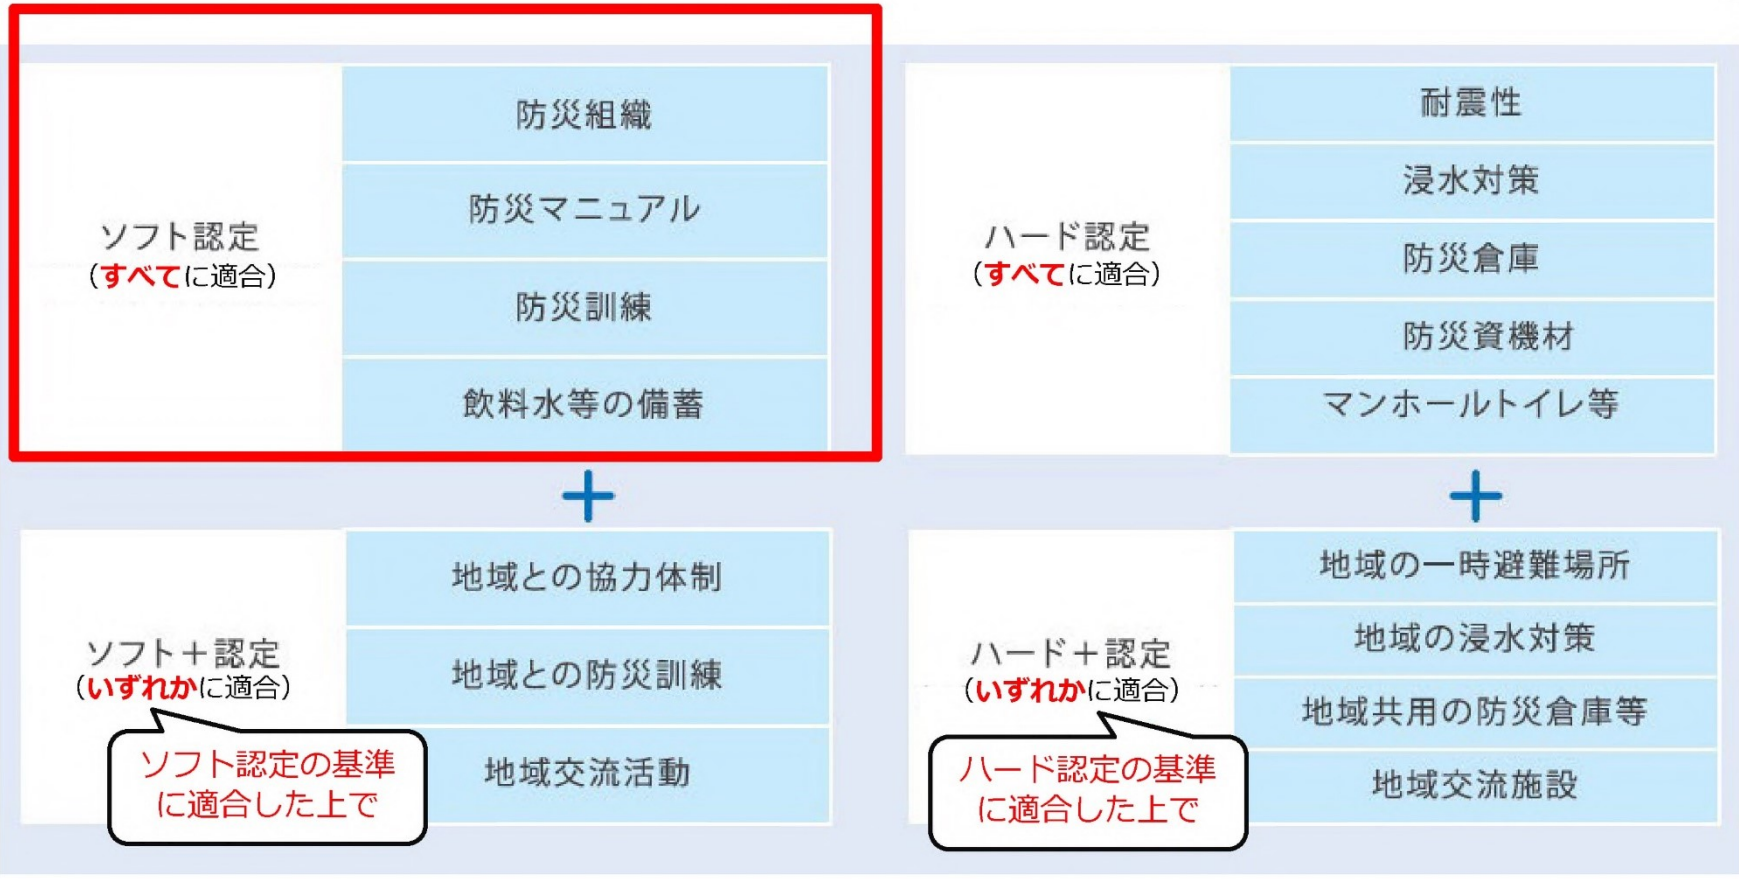 ソフト認定
(すべてに適合)
防災組織
防災マニュアル
防災訓練
飲料水等の備蓄
ハード認定
(すべてに適合)
耐震性
浸水対策
防災倉庫
防災資機材
マンホールトイレ等
+
+
ソフト+認定
(いずれかに適合)
ソフト認定の基準
に適合した上で
地域との協力体制
地域との防災訓練
地域交流活動
ハード+認定
(いずれかに適合)
ハード認定の基準
に適合した上で
地域の一時避難場所
地域の浸水対策
地域共用の防災倉庫等
地域交流施設